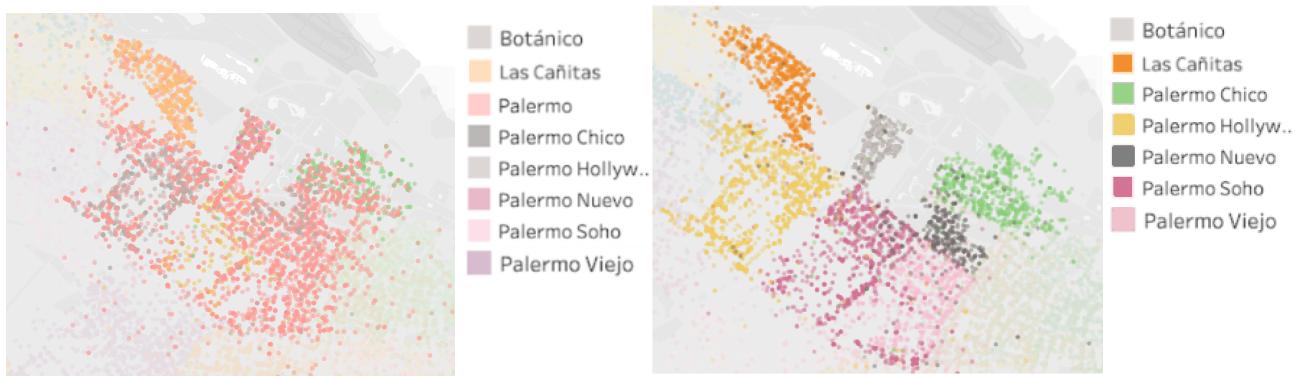 Botánico
Las Cañitas
Palermo
Palermo Chico
Palermo Hollyw..
Palermo Nuevo
Palermo Soho
Palermo Viejo
Botánico
Las Cañitas
Palermo Chico
Palermo Hollyw..
Palermo Nuevo
Palermo Soho
Palermo Viejo